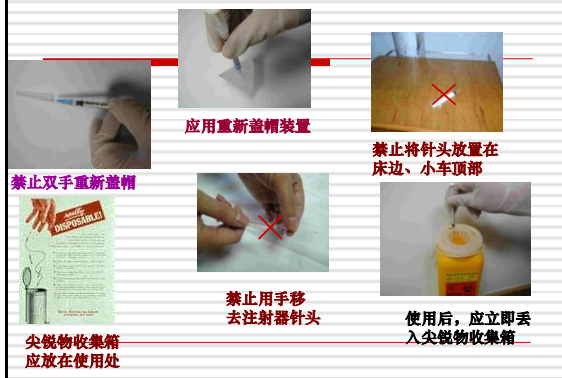 应用重新盖帽装置
禁止将针头放置在
床边、小车顶部
禁止双手重新盖帽
really
DISPOSABLE!
禁止用手移
去注射器针头
使用后，应立即丢
入尖锐物收集箱
尖锐物收集箱
应放在使用处